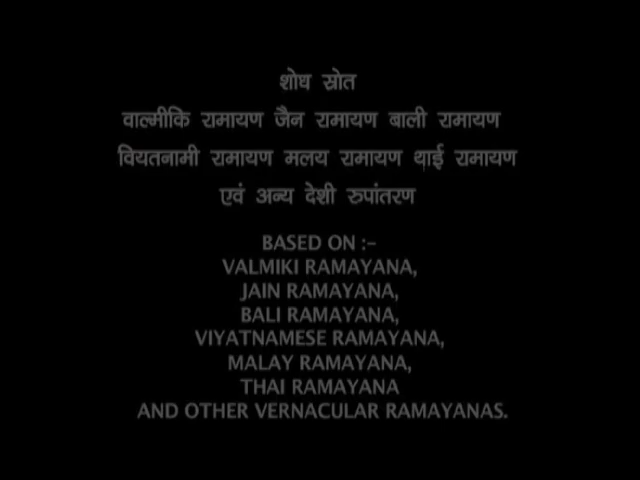 शोध स्रोत
वाल्मीकि रामायण जैन रामायण बाली रामायण
वियतनामी रामायण मलय रामायण थाई रामायण
एवं अन्य देशी रुपांतरण
BASED ON :-
VALMIKI RAMAYANA,
JAIN RAMAYANA,
BALI RAMAYANA,
VIYATNAMESE RAMAYANA,
MALAY RAMAYANA,
THAI RAMAYANA
AND OTHER VERNACULAR RAMAYANAS.